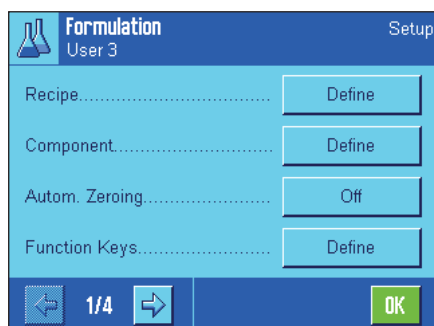 Formulation
Setup
User 3
Recipe................................ Define
Component........................... Define
Autom. Zeroing...................... Off
Function Keys....................... Define
1/4
OK